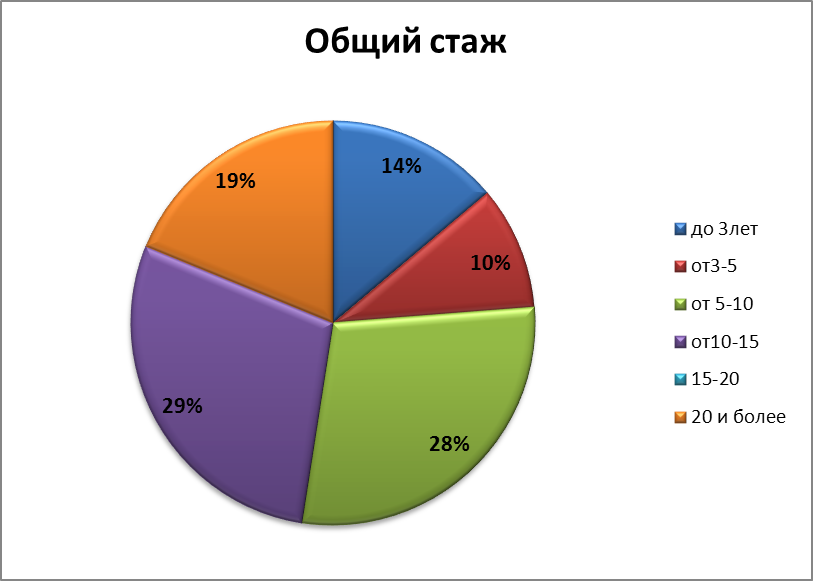 Общий стаж
14%
10%
28%
29%
19%
до 3лет
от3-5
от 5-10
от10-15
15-20
20 и более